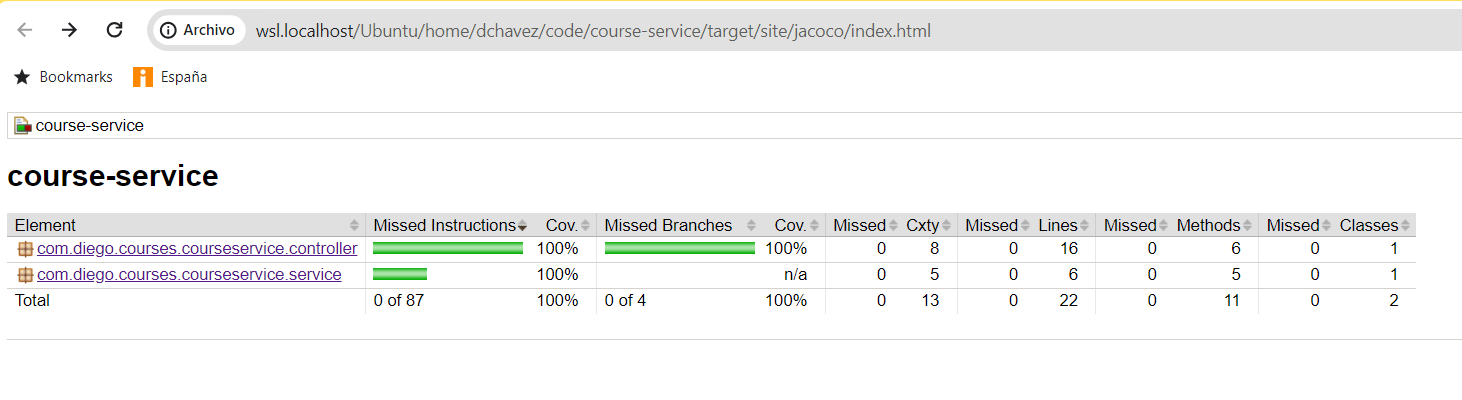 Archivo wsl.localhost/Ubuntu/home/dchavez/code/course-service/target/site/jacoco/index.html
Bookmarks España
course-service
course-service
Element Missed Instructions Cov. Missed Branches Cov. Missed Cxty Missed Lines Missed Methods Missed Classes
com.diego.courses.courseservice.controller 100% 100% 0 8 0 16 0 6 0 1
com.diego.courses.courseservice.service 100% n/a 0 5 0 6 0 5 0 1
Total 0 of 87 100% 0 of 4 100% 0 13 0 22 0 11 0 2